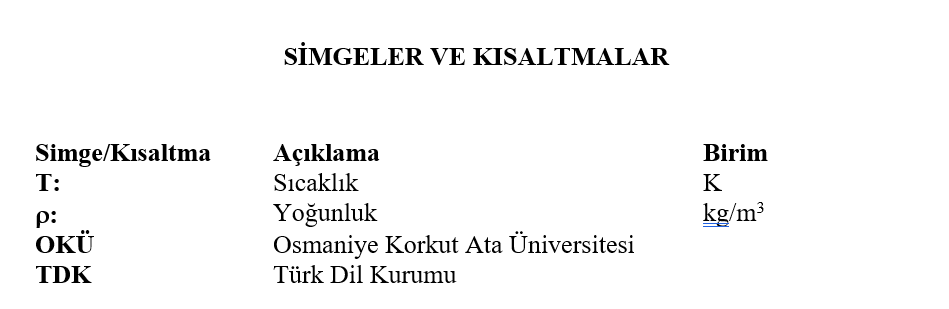 SİMGELER VE KISALTMALAR
Simge/Kısaltma Açıklama Birim
T: Sıcaklık K
ρ: Yoğunluk kg/m³
OKÜ Osmaniye Korkut Ata Üniversitesi
TDK Türk Dil Kurumu